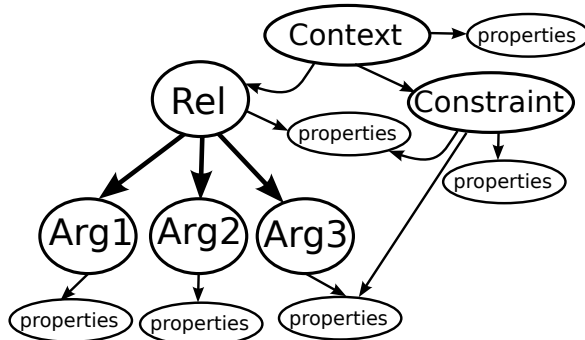 Context
properties
Rel
Constraint
properties
properties
Arg1
Arg2
Arg3
properties
properties
properties